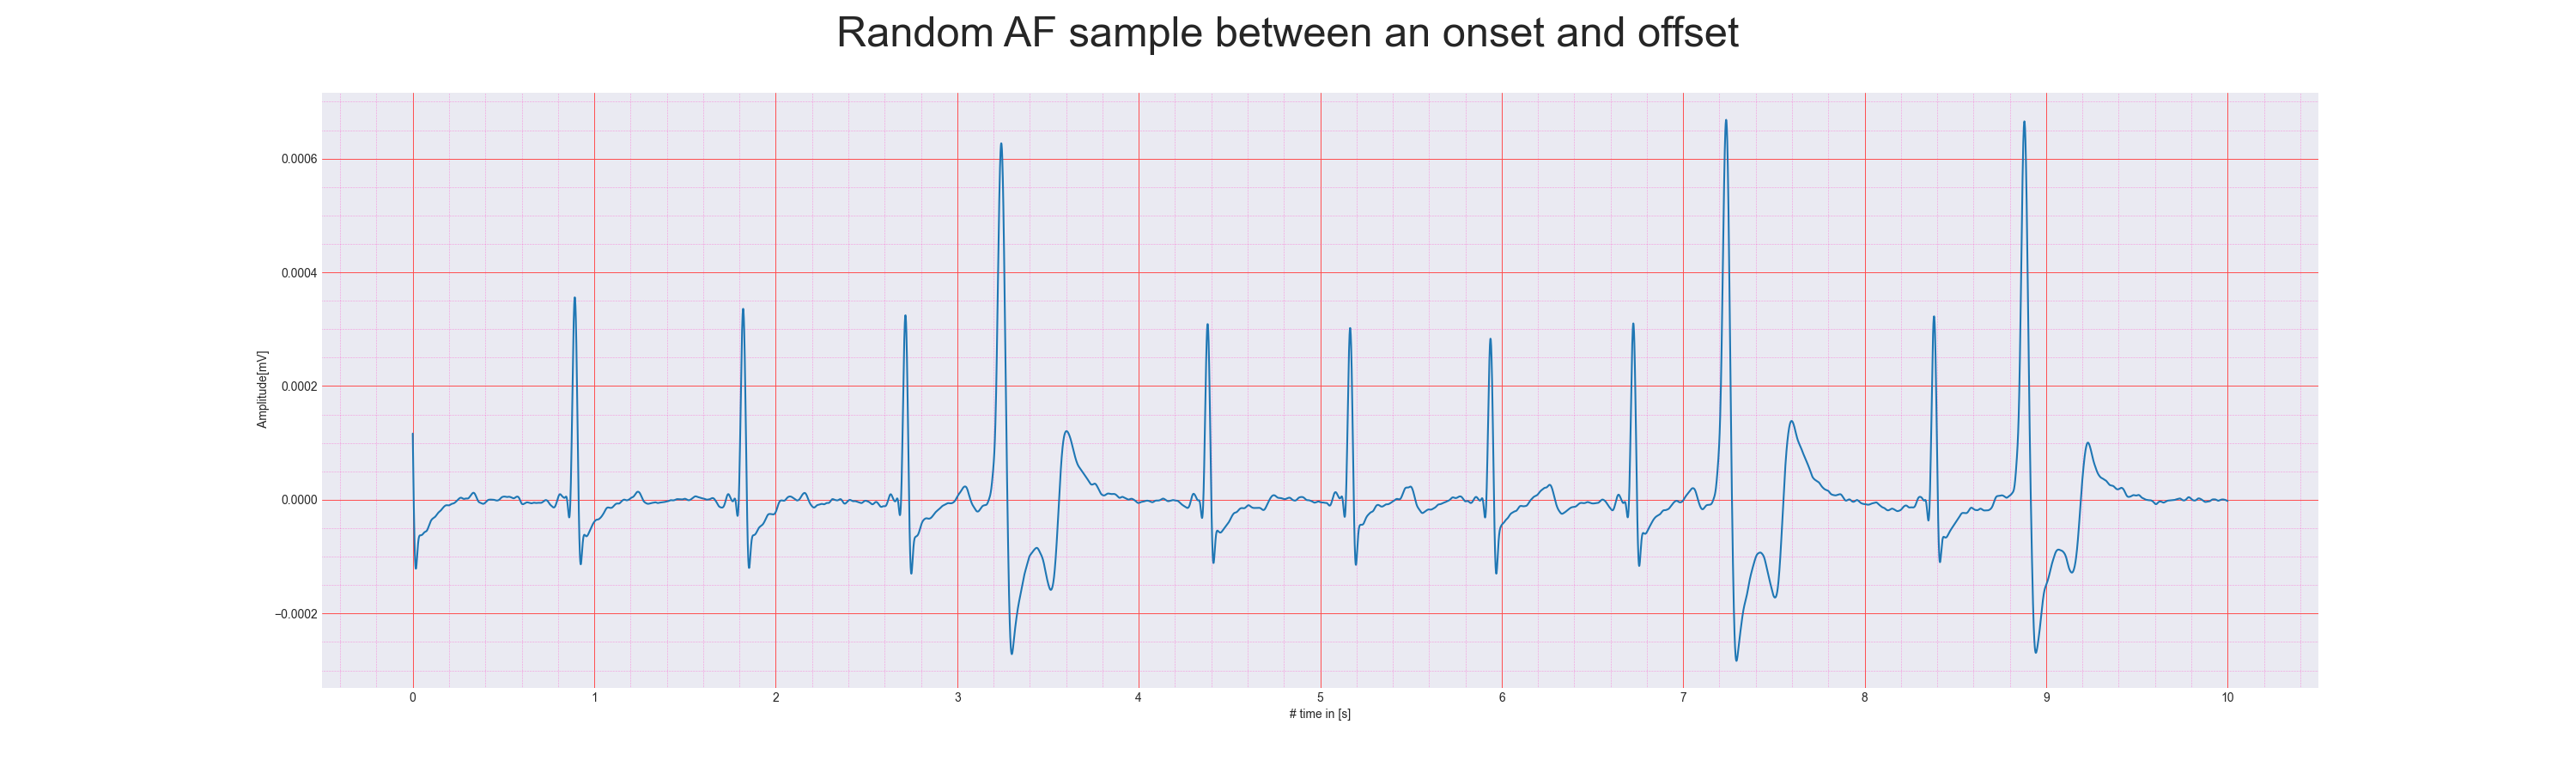 Random AF sample between an onset and offset
0.0006
0.0004
0.0002
0.0000
−0.0002
Amplitude[mV]
0 1 2 3 4 5 6 7 8 9 10
# time in [s]